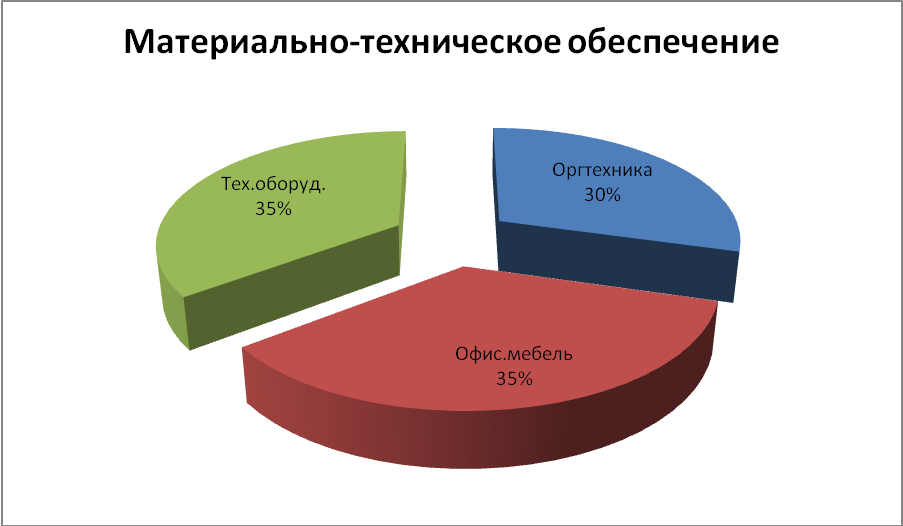 Материально-техническое обеспечение
Оргтехника
30%
Тех.оборуд.
35%
Офис.мебель
35%